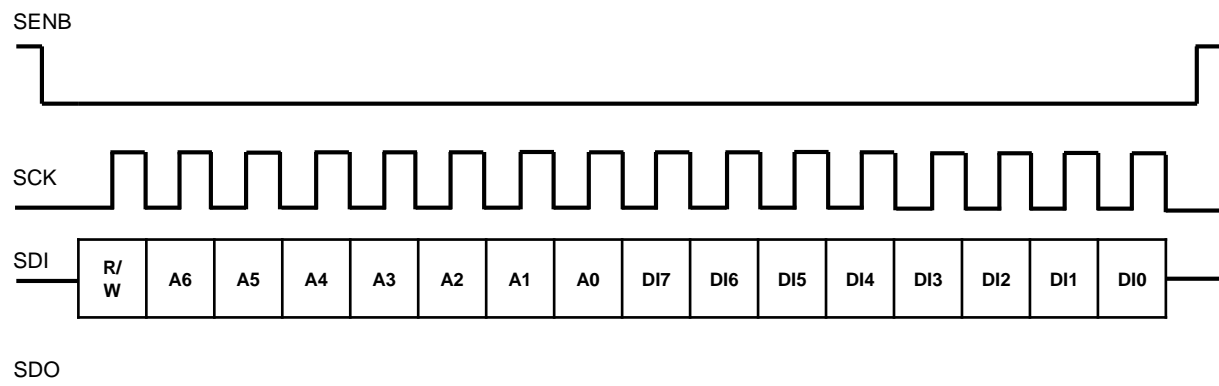 SENB
SCK
SDI
R/
W
A6 A5 A4 A3 A2 A1 A0 DI7 DI6 DI5 DI4 DI3 DI2 DI1 DI0
SDO